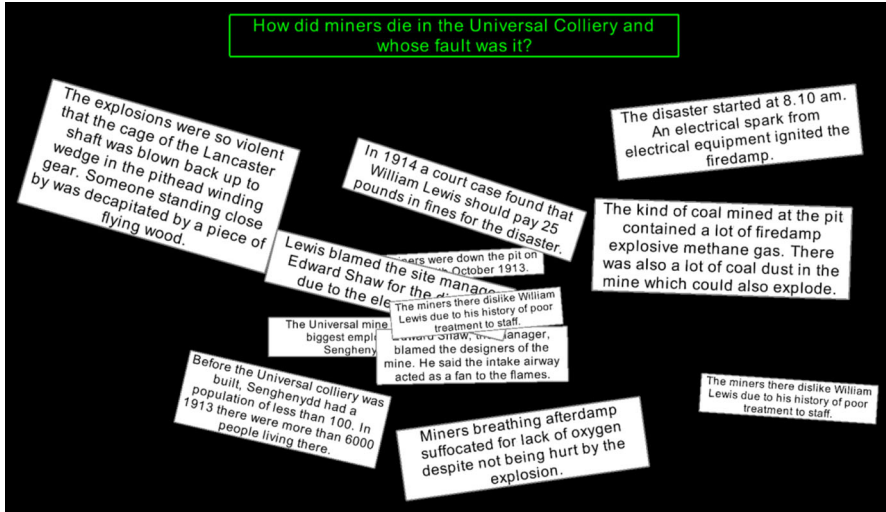 How did miners die in the Universal Colliery and
whose fault was it?
The explosions were so violent
that the cage of the Lancaster
shaft was blown back up to
wedge in the pithead winding
gear. Someone standing close
by was decapitated by a piece of
flying wood.
In 1914 a court case found that
William Lewis should pay 25
pounds in fines for the disaster.
The disaster started at 8.10 am.
An electrical spark from
electrical equipment ignited the
firedamp.
The kind of coal mined at the pit
contained a lot of firedamp
explosive methane gas. There
was also a lot of coal dust in the
mine which could also explode.
were down the pit on
October 1913.
Lewis blamed the site
Edward Shaw for the
due to the
The miners there dislike William
Lewis due to his history of poor
treatment to staff.
The Universal mine
biggest
Edward Shaw,
blamed the designers of the
mine. He said the intake airway
acted as a fan to the flames.
Before the Universal colliery was
built, Senghenydd had a
population of less than 100. In
1913 there were more than 6000
people living there.
Miners breathing afterdamp
suffocated for lack of oxygen
despite not being hurt by the
explosion.
The miners there dislike William
Lewis due to his history of poor
treatment to staff.